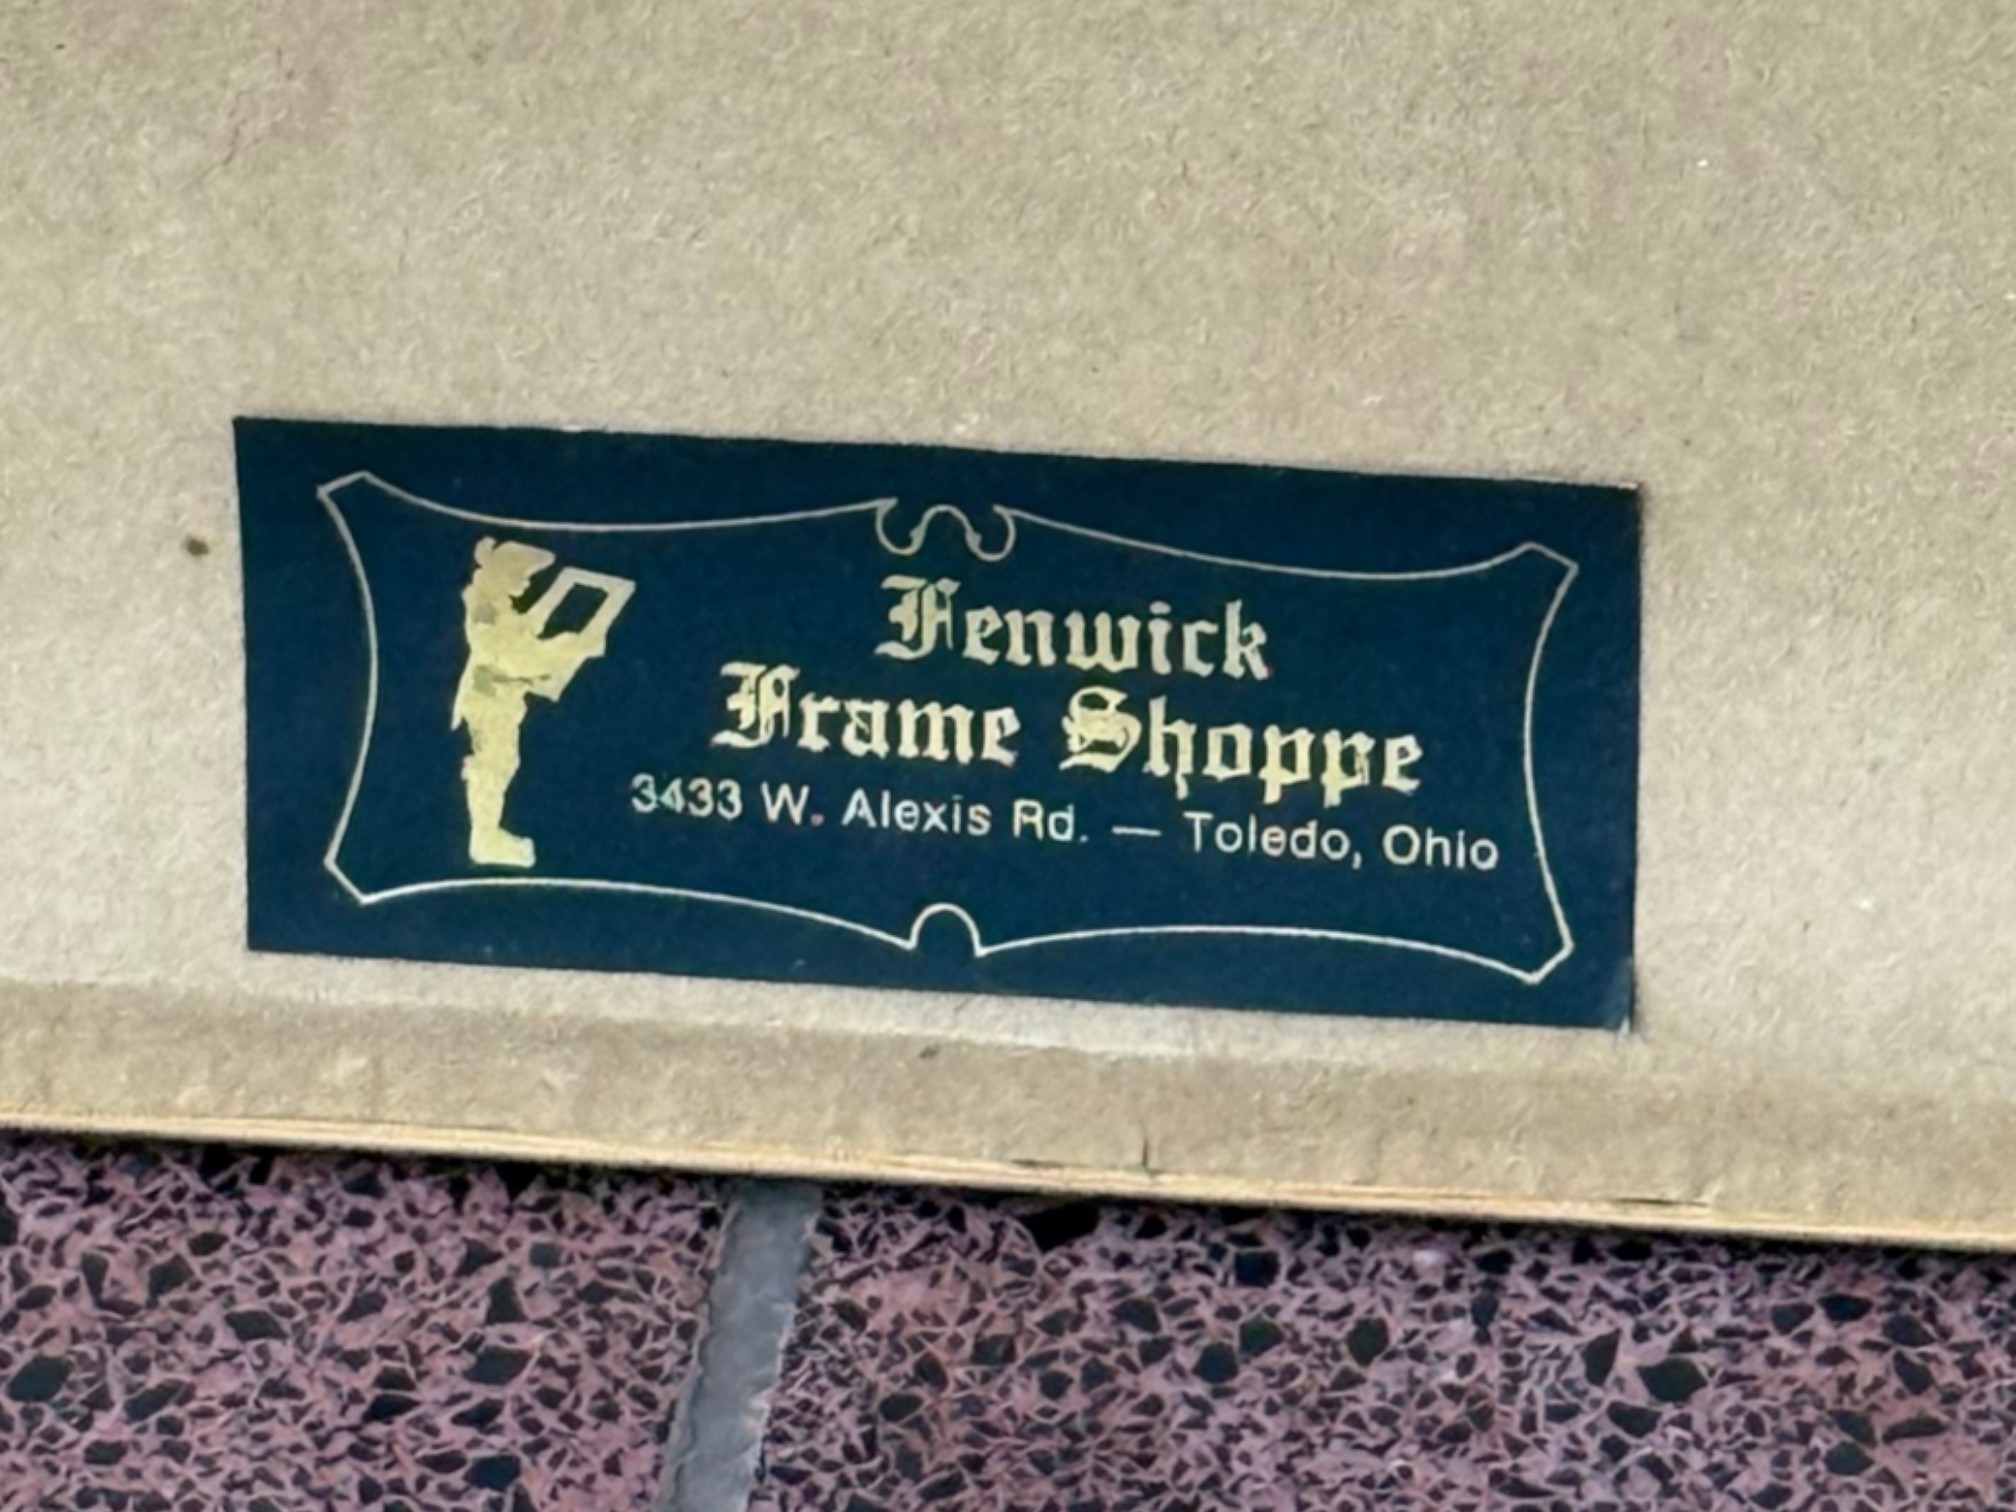 Fenwick
Frame Shoppe
3433 W. Alexis Rd. — Toledo, Ohio